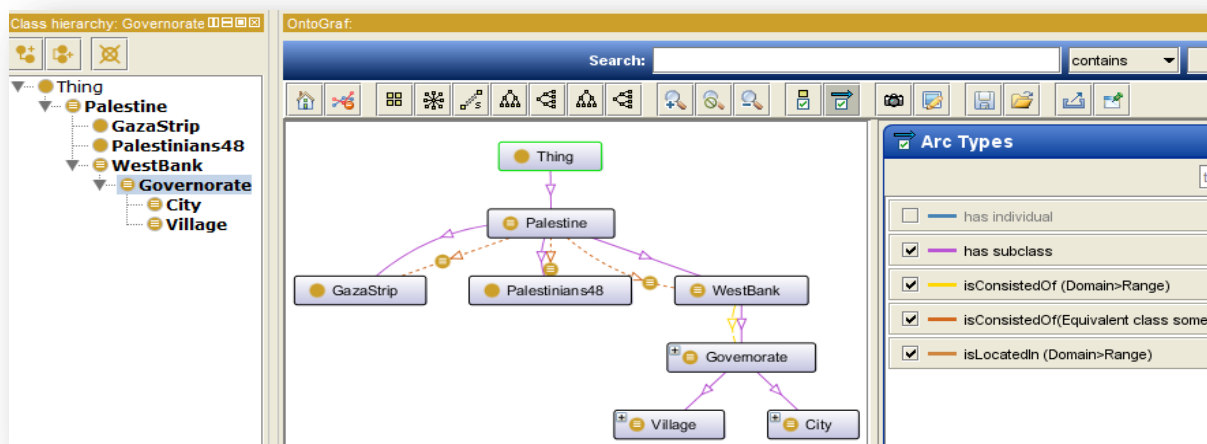 Class hierarchy: Governorate
OntoGraf:
Search:
contains
Thing
Palestine
GazaStrip
Palestinians48
WestBank
Governorate
City
Village
Thing
Palestine
GazaStrip
Palestinians48
WestBank
Governorate
Village
City
Arc Types
has individual
has subclass
isConsistedOf (Domain>Range)
isConsistedOf(Equivalent class some
isLocatedIn (Domain>Range)